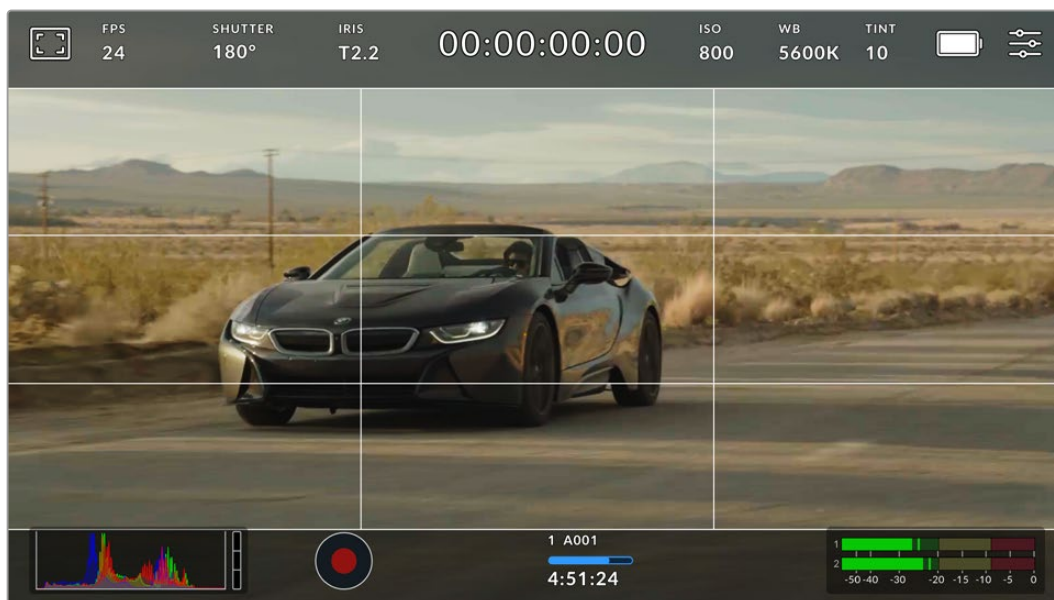 FPS
24
SHUTTER
180°
IRIS
T2.2
00:00:00:00
ISO
800
WB
5600K
TINT
10
1 A001
4:51:24
1
2
-50 -40 -30 -20 -15 -10 -5 0